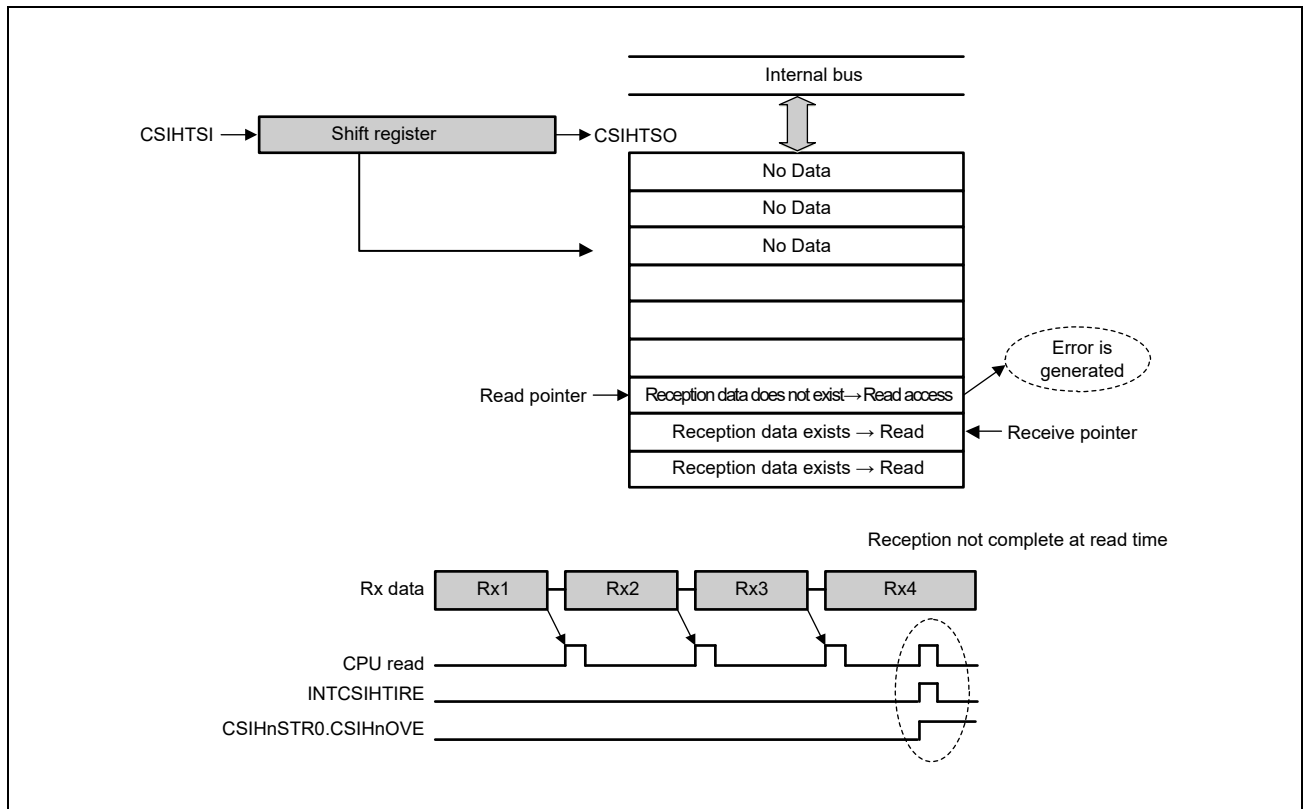 Internal bus
CSIHTSI
Shift register
CSIHTSO
No Data
No Data
No Data
Error is
generated
Read pointer
Reception data does not exist→Read access
Reception data exists → Read
Receive pointer
Reception data exists → Read
Reception not complete at read time
Rx data
Rx1
Rx2
Rx3
Rx4
CPU read
INTCSIHTIRE
CSIHnSTR0.CSIHnOVE